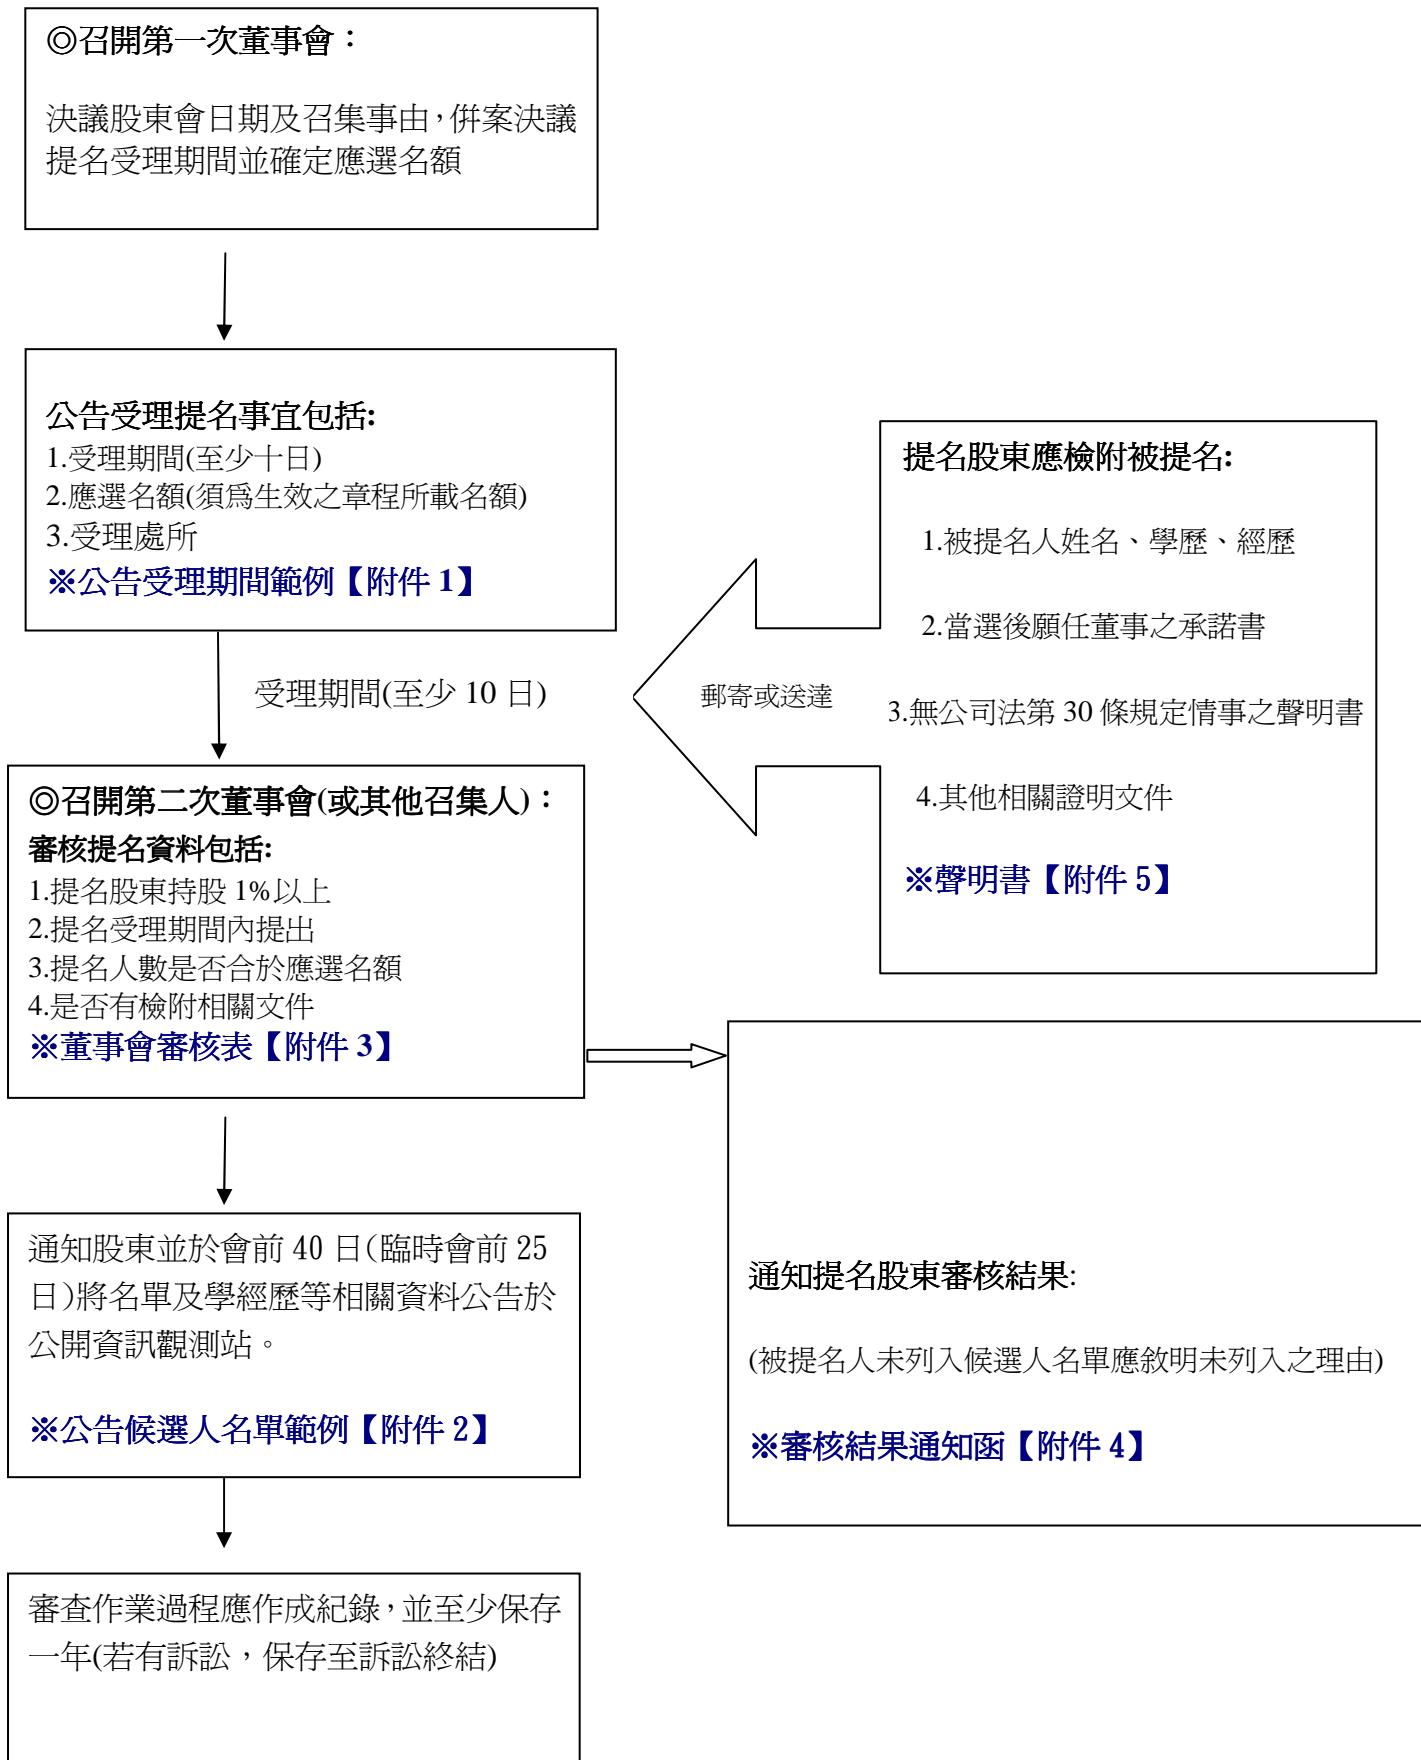 ◎召開第一次董事會：
決議股東會日期及召集事由，併案決議
提名受理期間並確定應選名額
公告受理提名事宜包括:
1.受理期間(至少十日)
2.應選名額(須為生效之章程所載名額)
3.受理處所
※公告受理期間範例【附件 1】
提名股東應檢附被提名:
1.被提名人姓名、學歷、經歷
2.當選後願任董事之承諾書
3.無公司法第 30 條規定情事之聲明書
4.其他相關證明文件
※聲明書【附件 5】
郵寄或送達
受理期間(至少 10 日)
◎召開第二次董事會(或其他召集人)：
審核提名資料包括:
1.提名股東持股 1%以上
2.提名受理期間內提出
3.提名人數是否合於應選名額
4.是否有檢附相關文件
※董事會審核表【附件 3】
通知提名股東審核結果:
(被提名人未列入候選人名單應敘明未列入之理由)
※審核結果通知函【附件 4】
通知股東並於會前 40 日(臨時會前 25
日)將名單及學經歷等相關資料公告於
公開資訊觀測站。
※公告候選人名單範例【附件 2】
審查作業過程應作成紀錄，並至少保存
一年(若有訴訟，保存至訴訟終結)